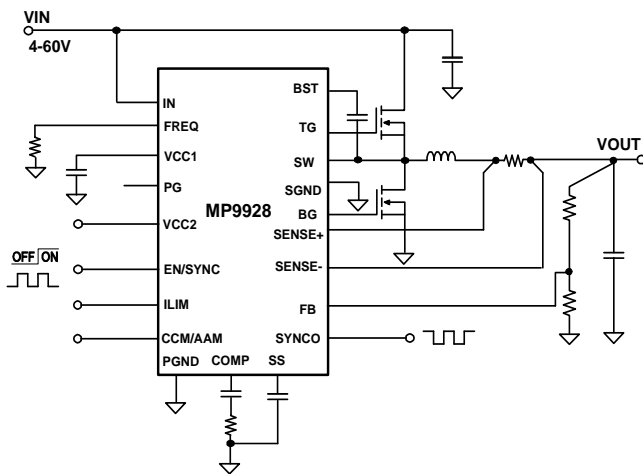 VIN
4-60V
BST
IN
TG
FREQ
VOUT
VCC1
SW
SGND
PG
MP9928
BG
VCC2
SENSE+
OFF ON
EN/SYNC
SENSE-
ILIM
FB
CCM/AAM
SYNCO
PGND
COMP
SS